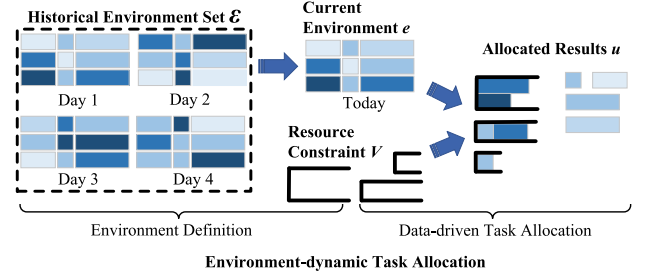 Historical Environment Set ℰ
Current
Environment e
Allocated Results u
Day 1
Day 2
Today
Resource
Constraint V
Day 3
Day 4
Environment Definition
Data-driven Task Allocation
Environment-dynamic Task Allocation